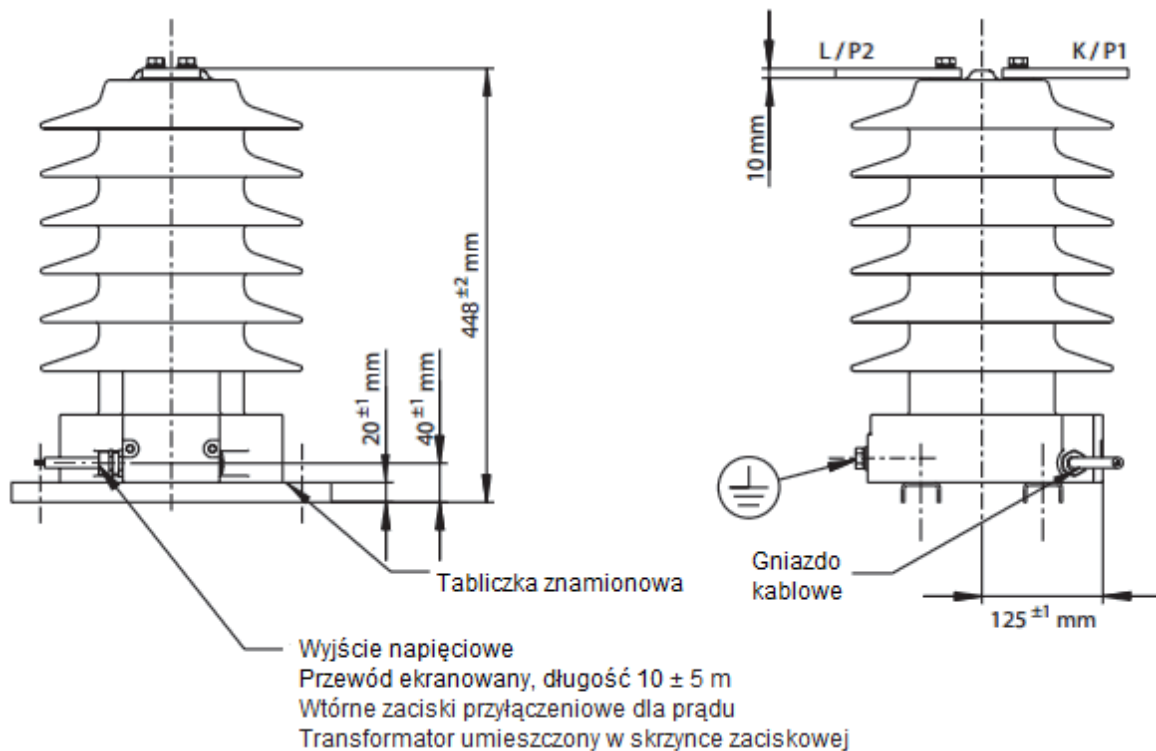 L / P2
K / P1
10 mm
448 ±2 mm
20 ±1 mm
40 ±1 mm
Tabliczka znamionowa
Gniazdo
kablowe
125 ±1 mm
Wyjście napięciowe
Przewód ekranowany, długość 10 ± 5 m
Wtórne zaciski przyłączeniowe dla prądu
Transformator umieszczony w skrzynce zaciskowej